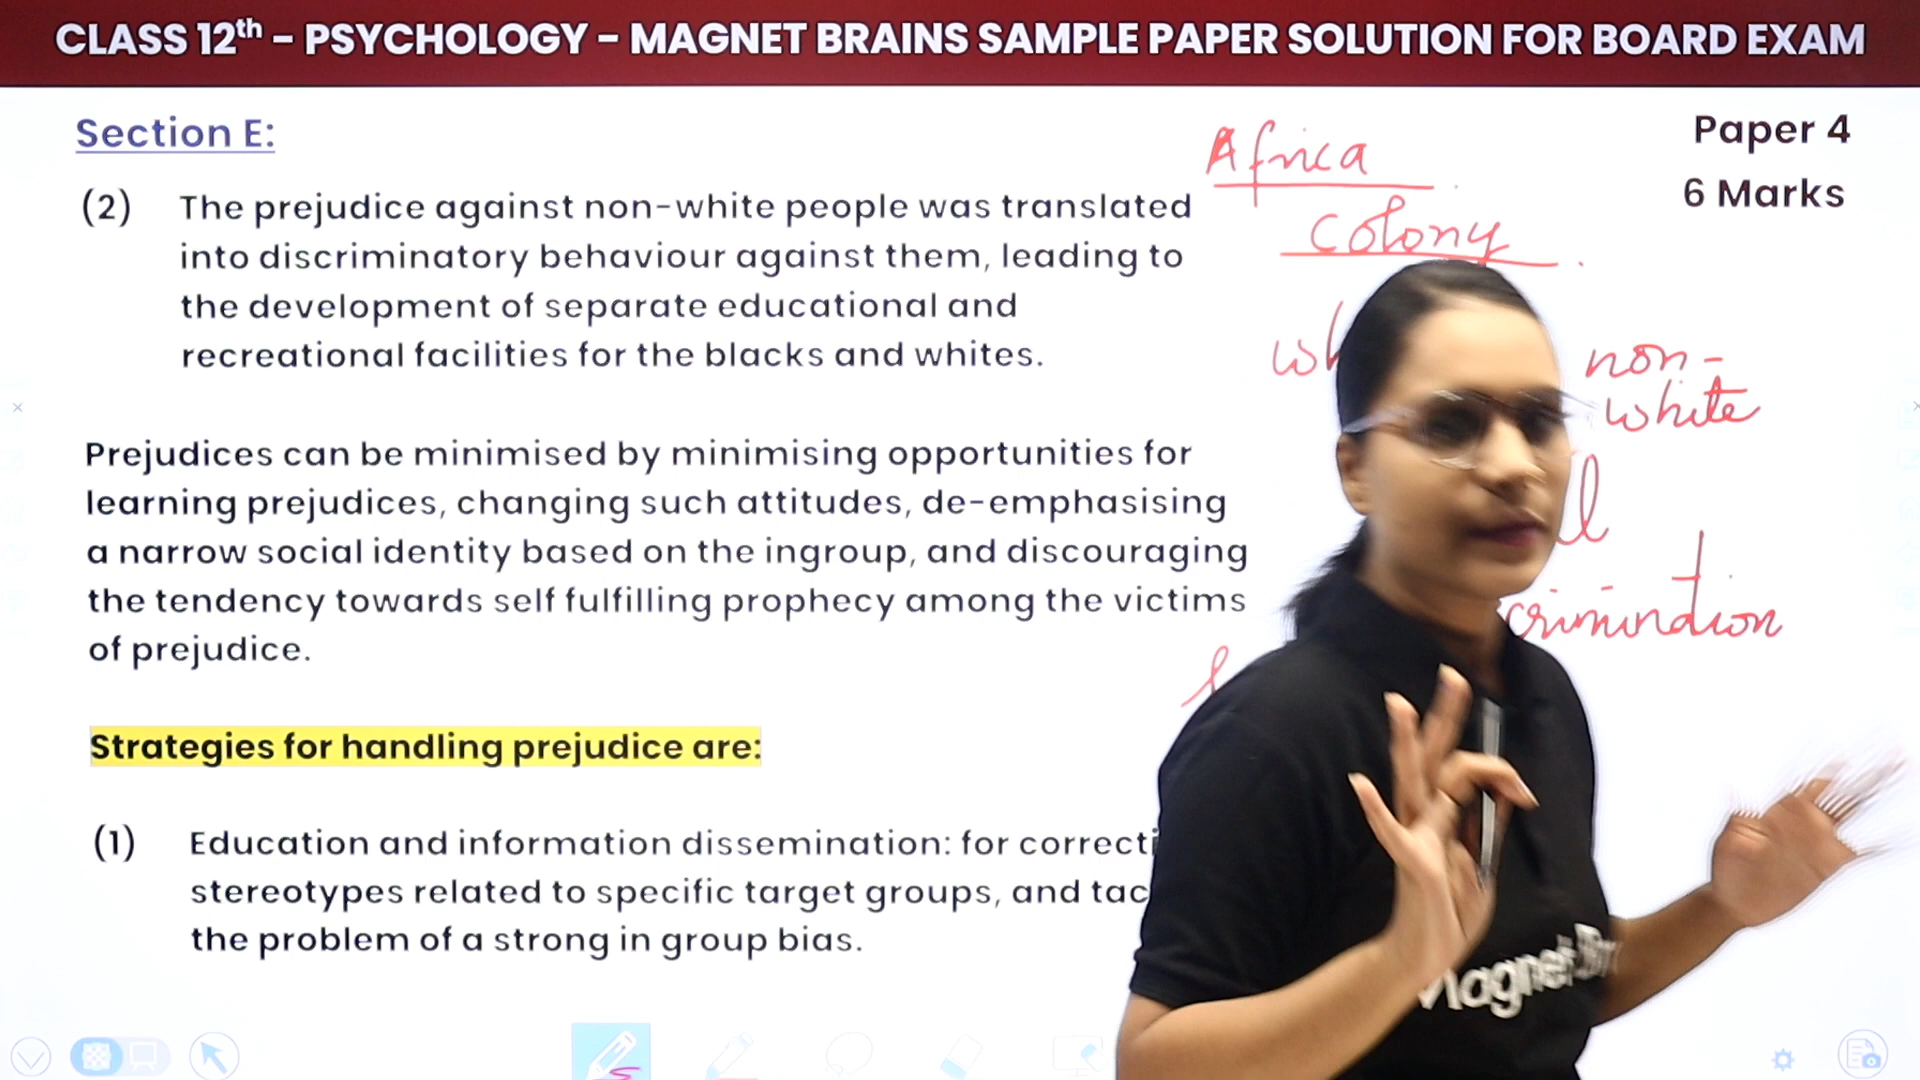 CLASS 12th - PSYCHOLOGY - MAGNET BRAINS SAMPLE PAPER SOLUTION FOR BOARD EXAM
Section E:
Paper 4
6 Marks
(2) The prejudice against non-white people was translated
into discriminatory behaviour against them, leading to
the development of separate educational and
recreational facilities for the blacks and whites.
Africa
Colony
non-
white
Prejudices can be minimised by minimising opportunities for
learning prejudices, changing such attitudes, de-emphasising
a narrow social identity based on the ingroup, and discouraging
the tendency towards self fulfilling prophecy among the victims
of prejudice.
Strategies for handling prejudice are:
(1) Education and information dissemination: for correcti
stereotypes related to specific target groups, and tac
the problem of a strong in group bias.